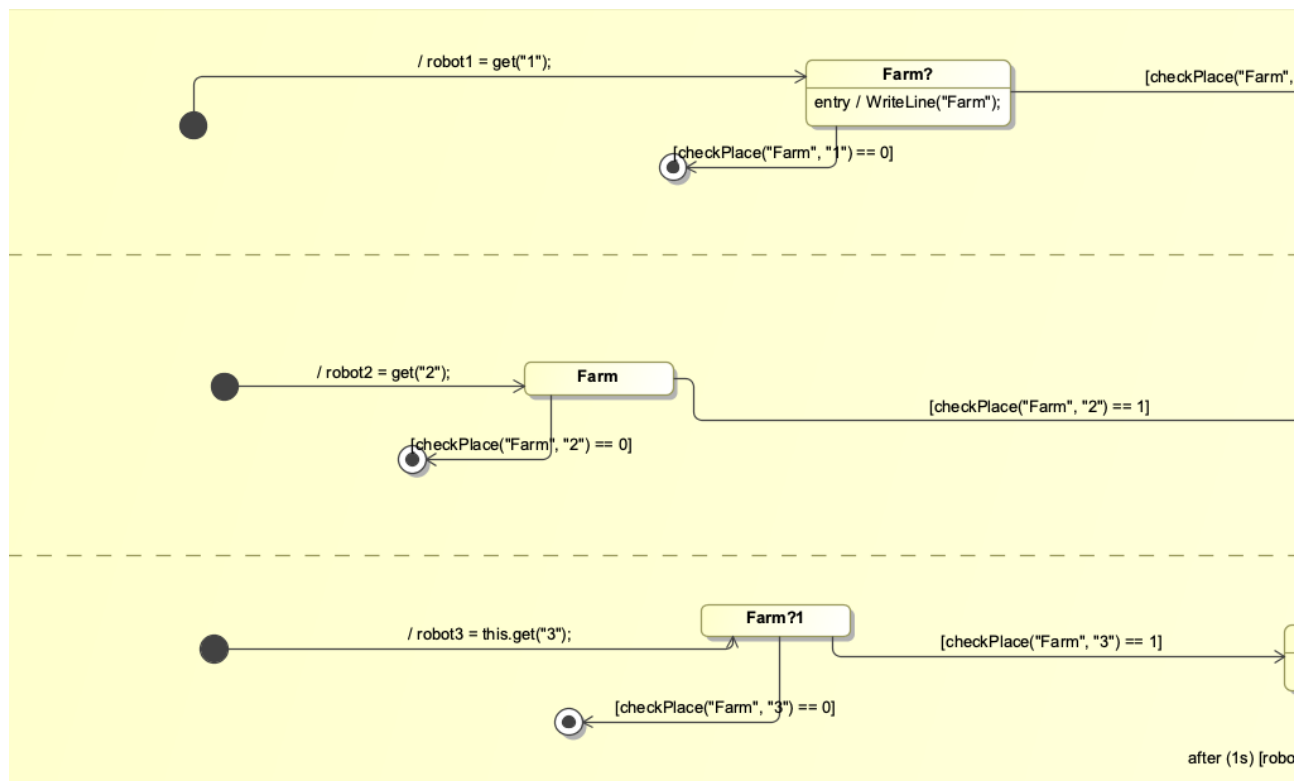 / robot1 = get("1");
Farm?
entry / WriteLine("Farm");
[checkPlace("Farm",
[checkPlace("Farm", "1") == 0]
/ robot2 = get("2");
Farm
[checkPlace("Farm", "2") == 1]
[checkPlace("Farm", "2") == 0]
/ robot3 = this.get("3");
Farm?1
[checkPlace("Farm", "3") == 1]
[checkPlace("Farm", "3") == 0]
after (1s) [robo